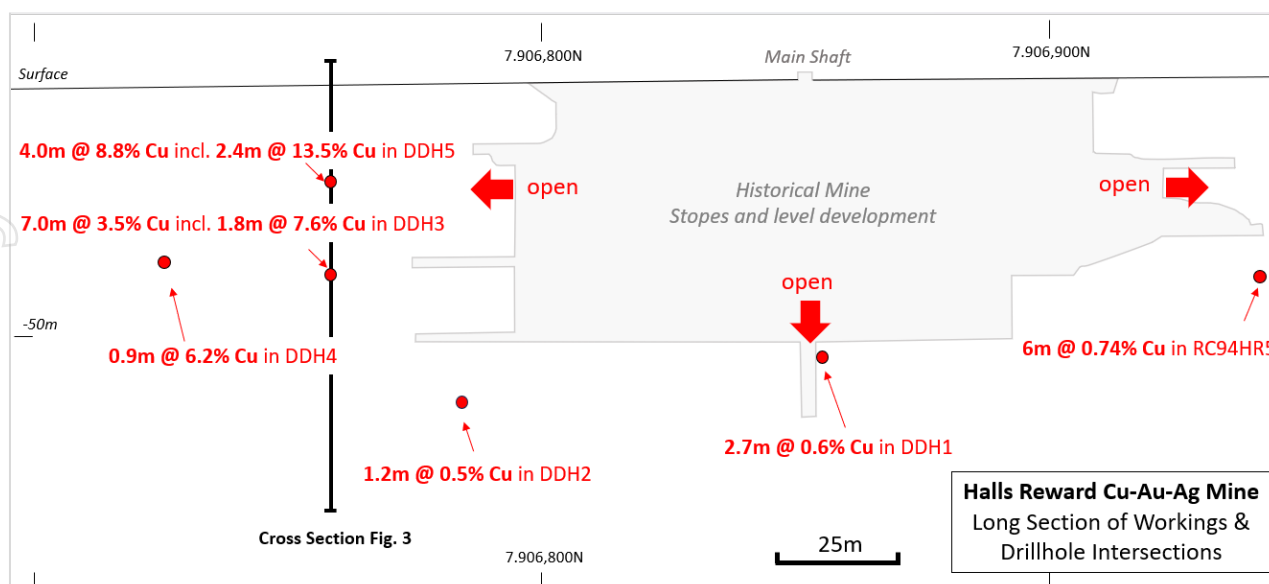 7.906,800N
7.906,900N
Surface
Main Shaft
4.0m @ 8.8% Cu incl. 2.4m @ 13.5% Cu in DDH5
open
Historical Mine
Stopes and level development
open
7.0m @ 3.5% Cu incl. 1.8m @ 7.6% Cu in DDH3
open
-50m
0.9m @ 6.2% Cu in DDH4
6m @ 0.74% Cu in RC94HR5
2.7m @ 0.6% Cu in DDH1
1.2m @ 0.5% Cu in DDH2
Halls Reward Cu-Au-Ag Mine
Long Section of Workings &
Drillhole Intersections
Cross Section Fig. 3
25m
7.906,800N